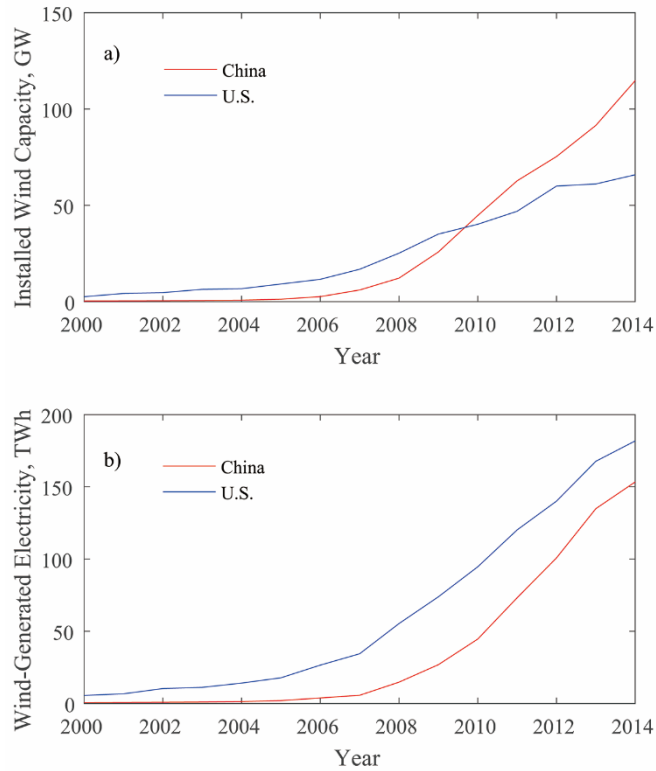 150
a)
China
U.S.
100
50
0
Installed Wind Capacity, GW
2000 2002 2004 2006 2008 2010 2012 2014
Year
200
b)
China
U.S.
150
100
50
0
Wind-Generated Electricity, TWh
2000 2002 2004 2006 2008 2010 2012 2014
Year